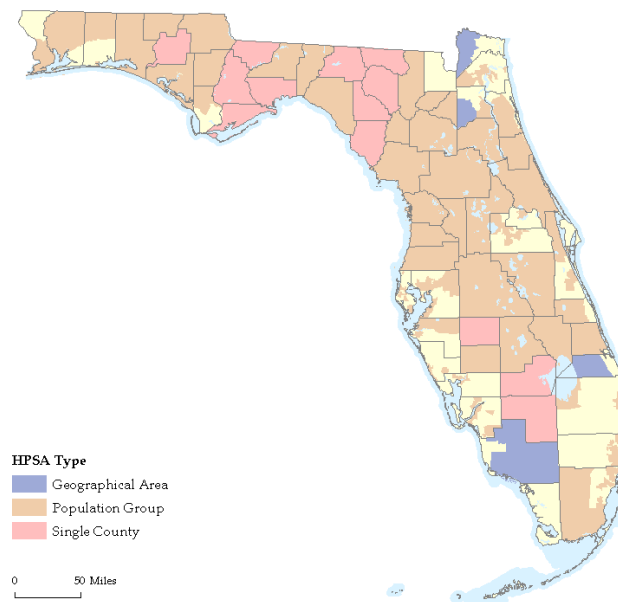 HPSA Type
Geographical Area
Population Group
Single County
0 50 Miles